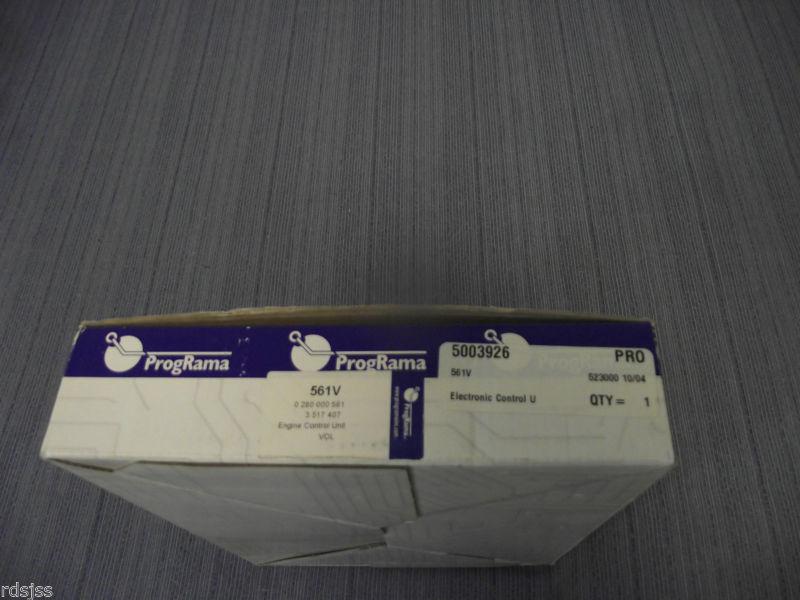 ProgRama
ProgRama
561V
0 280 000 561
3 517 407
Engine Control Unit
VOL
ProgRama
5003926 PRO
561V 523000 10/04
Electronic Control U QTY = 1
rdsjss